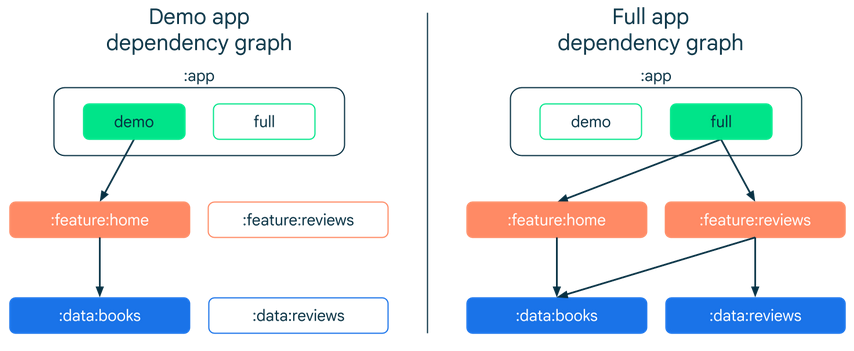 Demo app
dependency graph
:app
demo
full
:feature:home
:feature:reviews
:data:books
:data:reviews
Full app
dependency graph
:app
demo
full
:feature:home
:feature:reviews
:data:books
:data:reviews